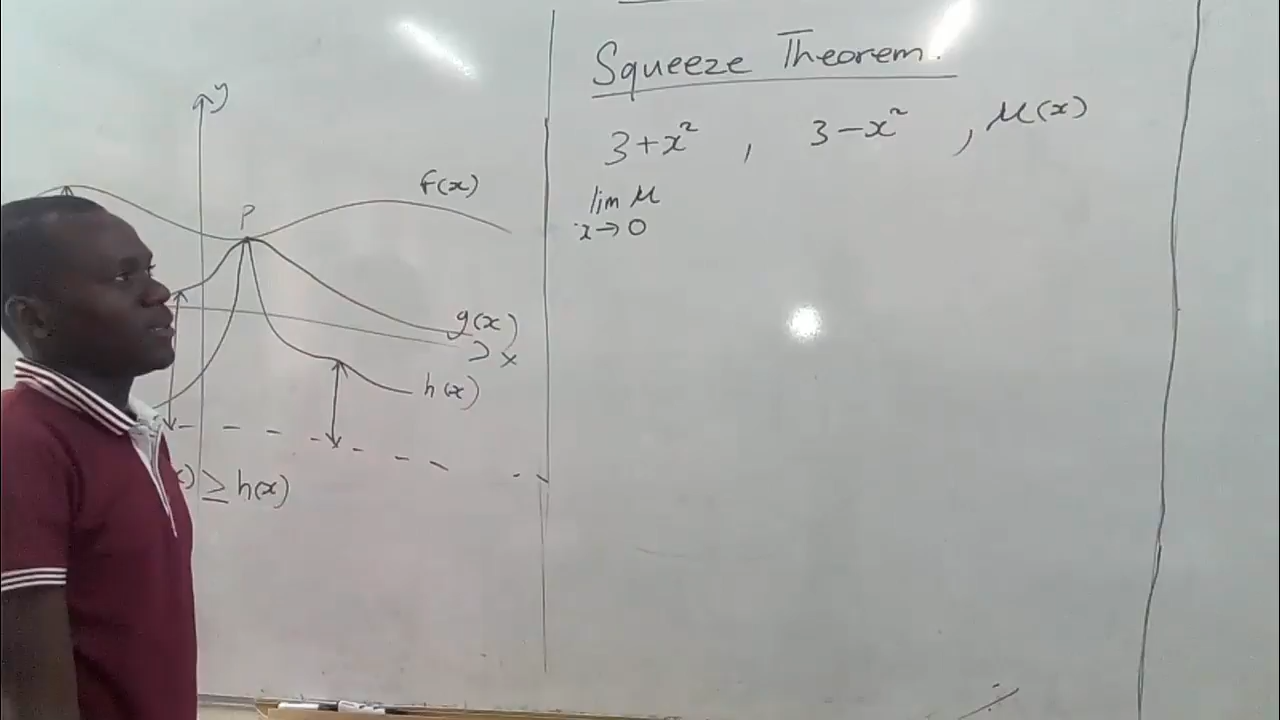 y
P
f(x)
g(x)
x
h(x)
) ≥ h(x)
Squeeze Theorem.
3+x² , 3-x² , μ(x)
lim μ
x→0